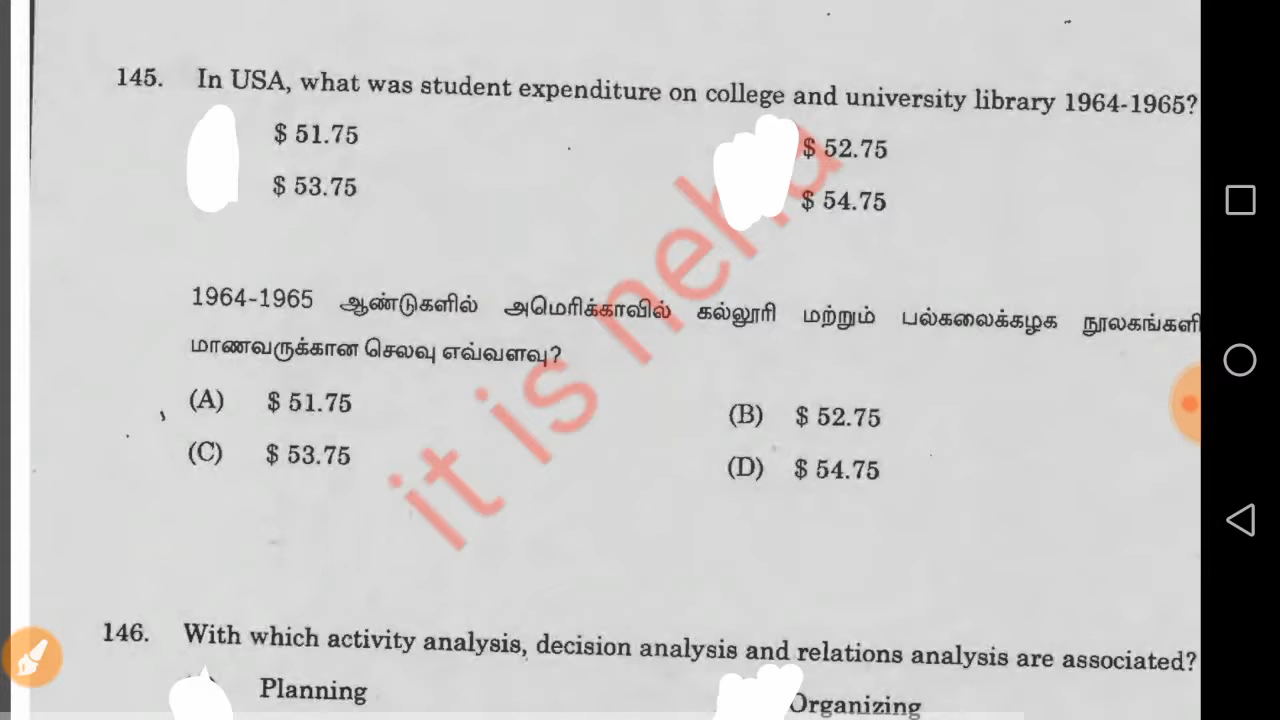 145. In USA, what was student expenditure on college and university library 1964-1965?
$ 51.75 $ 52.75
$ 53.75 $ 54.75
1964-1965 ஆண்டுகளில் அமெரிக்காவில் கல்லூரி மற்றும் பல்கலைக்கழக நூலகங்களி
மாணவருக்கான செலவு எவ்வளவு?
(A) $ 51.75 (B) $ 52.75
(C) $ 53.75 (D) $ 54.75
it is neha
146. With which activity analysis, decision analysis and relations analysis are associated?
Planning Organizing